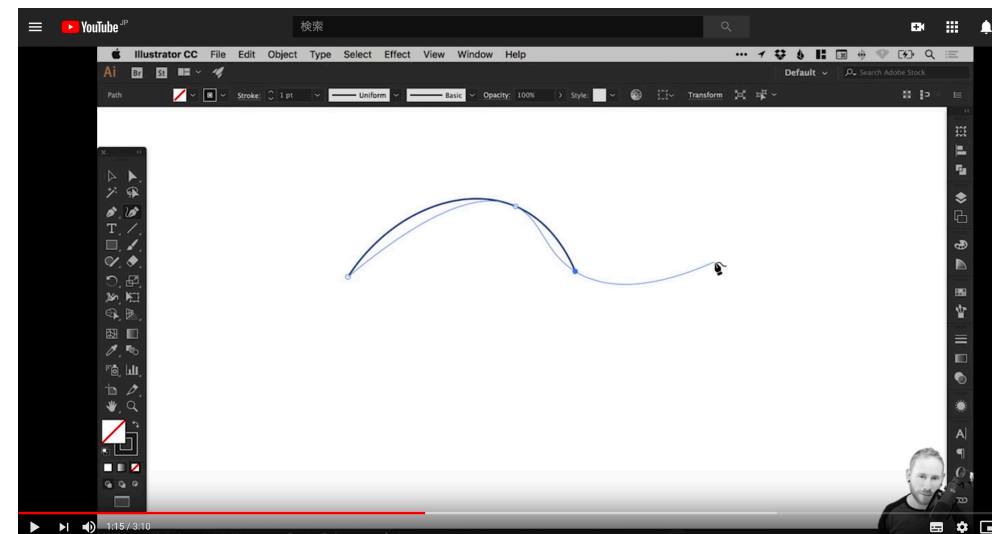 YouTube JP
検索
Illustrator CC File Edit Object Type Select Effect View Window Help
Ai Br St Default Search Adobe Stock
Path Stroke: 1 pt Uniform Basic Opacity: 100% Style: Transform
T
A
1:15 / 3:10